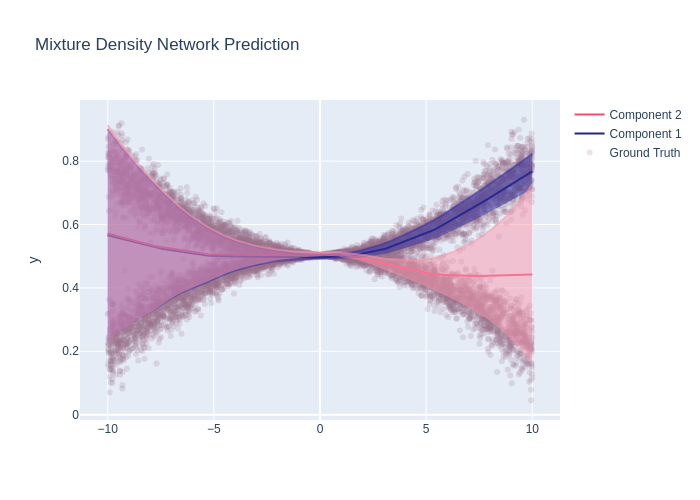 Mixture Density Network Prediction
Component 2
Component 1
Ground Truth
y
0.8
0.6
0.4
0.2
0
−10
−5
0
5
10